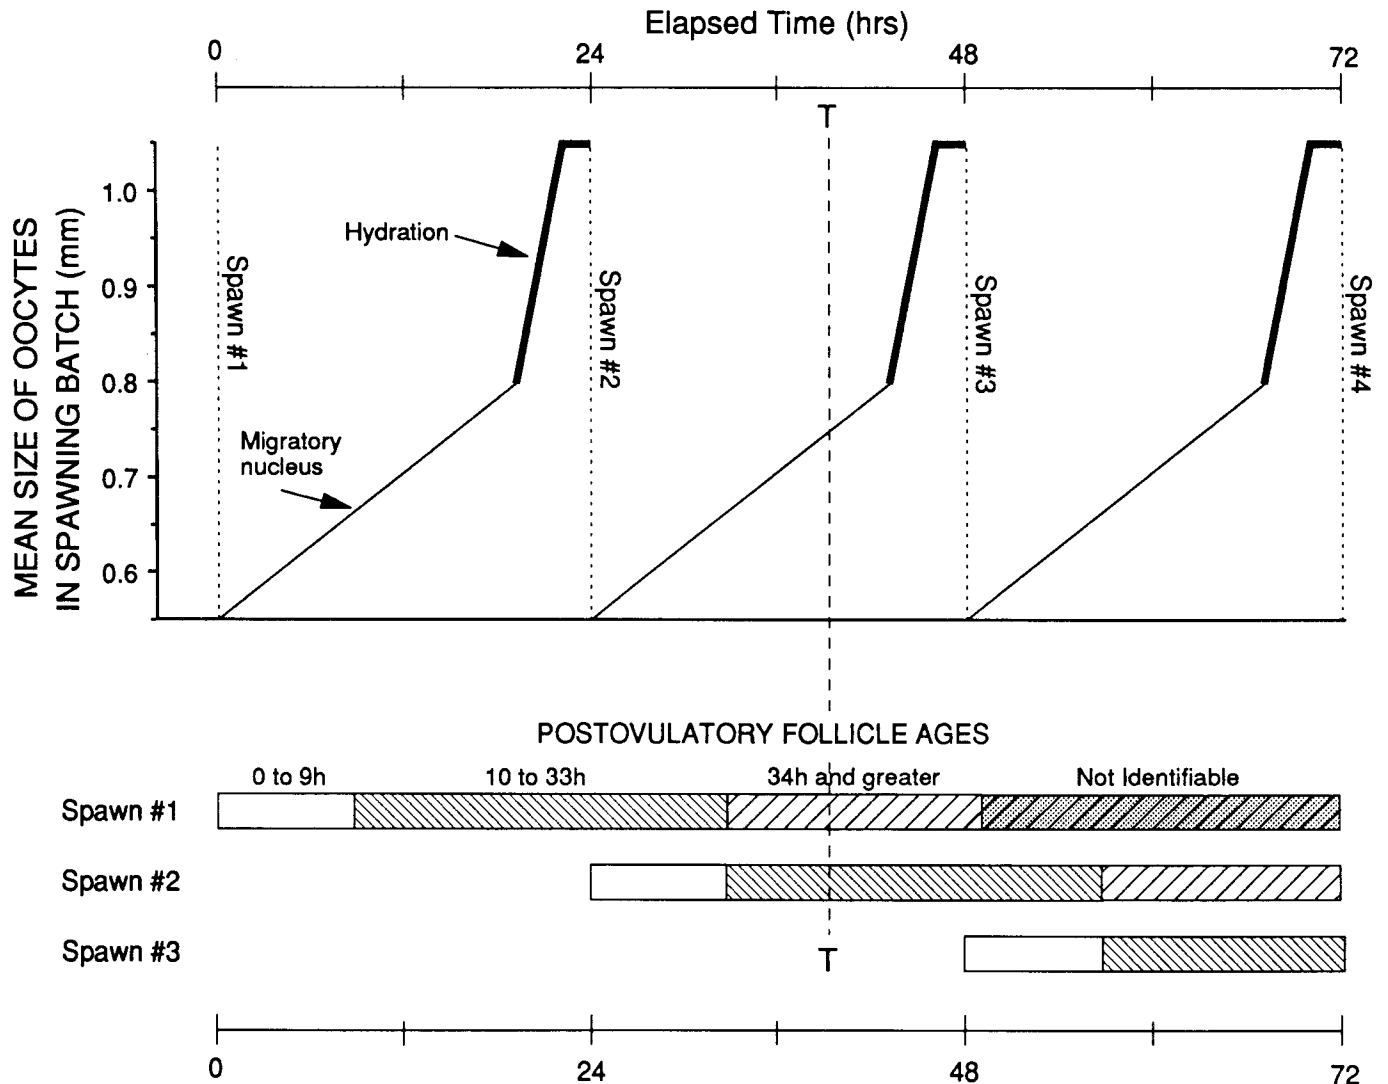 Elapsed Time (hrs)
0 24 48 72
T
MEAN SIZE OF OOCYTES
IN SPAWNING BATCH (mm)
1.0
0.9
0.8
0.7
0.6
Hydration
Migratory
nucleus
Spawn #1
Spawn #2
Spawn #3
Spawn #4
POSTOVULATORY FOLLICLE AGES
0 to 9h 10 to 33h 34h and greater Not Identifiable
Spawn #1
Spawn #2
Spawn #3
T
0 24 48 72